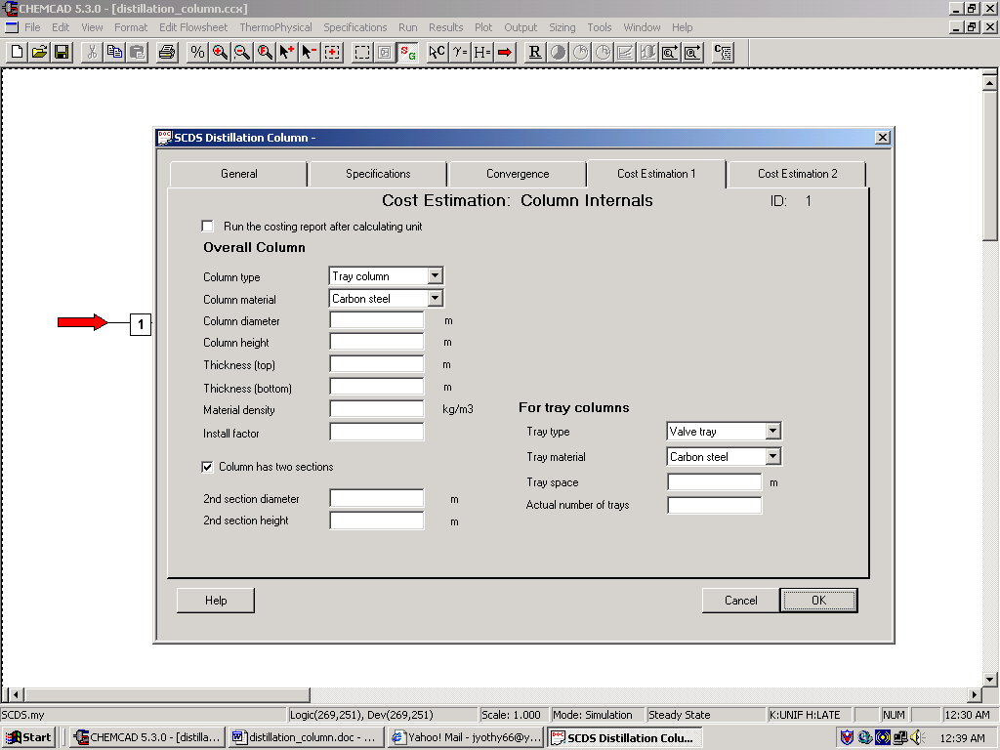 CHEMCAD 5.3.0 - [distillation_column.ccx]
File Edit View Format Edit Flowsheet ThermoPhysical Specifications Run Results Plot Output Sizing Tools Window Help
% S G C γ= H= R C
SCDS Distillation Column -
General Specifications Convergence Cost Estimation 1 Cost Estimation 2
Cost Estimation: Column Internals ID: 1
Run the costing report after calculating unit
Overall Column
Column type Tray column
Column material Carbon steel
Column diameter m
Column height m
Thickness (top) m
Thickness (bottom) m
Material density kg/m3
Install factor
Column has two sections
2nd section diameter m
2nd section height m
For tray columns
Tray type Valve tray
Tray material Carbon steel
Tray space m
Actual number of trays
1
Help Cancel OK
SCDS.my Logic(269,251), Dev(269,251) Scale: 1.000 Mode: Simulation Steady State K:UNIF H:LATE NUM 12:30 AM
Start CHEMCAD 5.3.0 - [distilla... distillation_column.doc - ... Yahoo! Mail - jyothy66@y... SCDS Distillation Colu... 12:39 AM